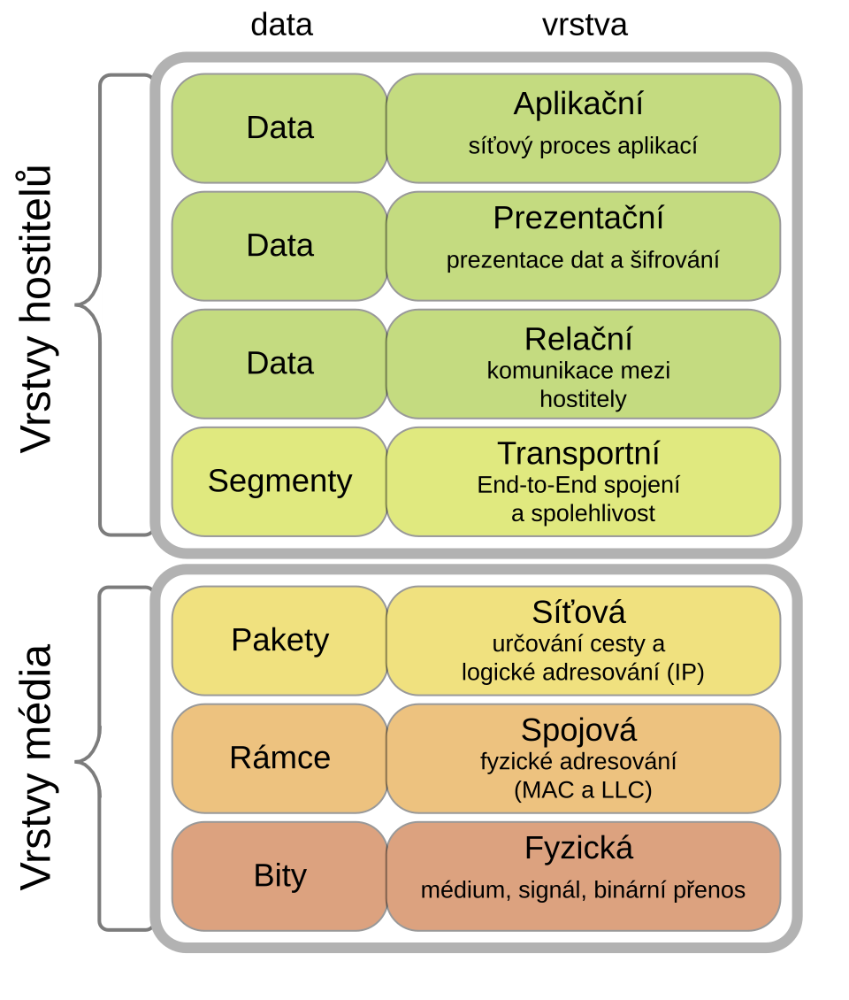 data vrstva
Vrstvy hostitelů
Data
Aplikační
síťový proces aplikací
Data
Prezentační
prezentace dat a šifrování
Data
Relační
komunikace mezi
hostitely
Segmenty
Transportní
End-to-End spojení
a spolehlivost
Vrstvy média
Pakety
Síťová
určování cesty a
logické adresování (IP)
Rámce
Spojová
fyzické adresování
(MAC a LLC)
Bity
Fyzická
médium, signál, binární přenos